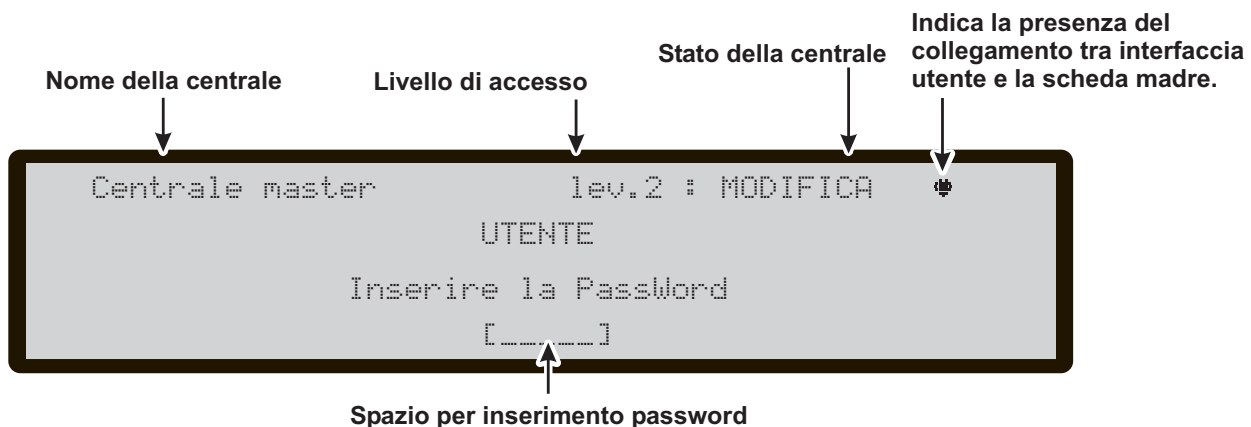 Indica la presenza del
collegamento tra interfaccia
utente e la scheda madre.
Stato della centrale
Livello di accesso
Nome della centrale
Centrale master lev.2 : MODIFICA
UTENTE
Inserire la PassWord
[_____]
Spazio per inserimento password